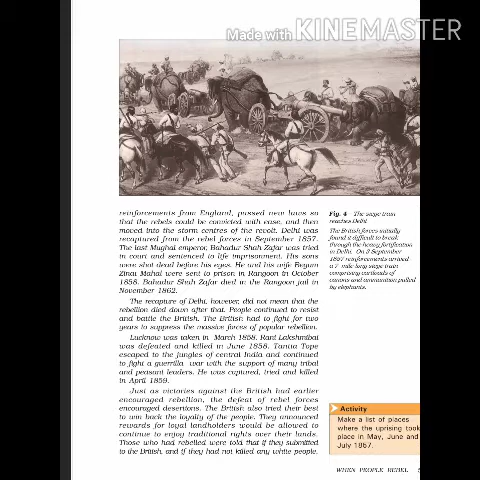 Made with KINEMASTER
reinforcements from England, passed new laws so
that the rebels could be convicted with ease, and then
moved into the storm centres of the revolt. Delhi was
recaptured from the rebel forces in September 1857.
The last Mughal emperor, Bahadur Shah Zafar was tried
in court and sentenced to life imprisonment. His sons
were shot dead before his eyes. He and his wife Begum
Zinat Mahal were sent to prison in Rangoon in October
1858. Bahadur Shah Zafar died in the Rangoon jail in
November 1862.
The recapture of Delhi, however, did not mean that the
rebellion died down after that. People continued to resist
and battle the British. The British had to fight for two
years to suppress the massive forces of popular rebellion.
Lucknow was taken in March 1858. Rani Lakshmibai
was defeated and killed in June 1858. Tantia Tope
escaped to the jungles of central India and continued
to fight a guerrilla war with the support of many tribal
and peasant leaders. He was captured, tried and killed
in April 1859.
Just as victories against the British had earlier
encouraged rebellion, the defeat of rebel forces
encouraged desertions. The British also tried their best
to win back the loyalty of the people. They announced
rewards for loyal landholders would be allowed to
continue to enjoy traditional rights over their lands.
Those who had rebelled were told that if they submitted
to the British, and if they had not killed any white people,
Fig. 4 The siege train
reaches Delhi
The British forces initially
found it difficult to break
through the heavy fortification
in Delhi. On 3 September
1857 reinforcements arrived
a 7-mile-long siege train
comprising cartloads of
canons and ammunition pulled
by elephants.
Activity
Make a list of places
where the uprising took
place in May, June and
July 1857.
WHEN PEOPLE REBEL